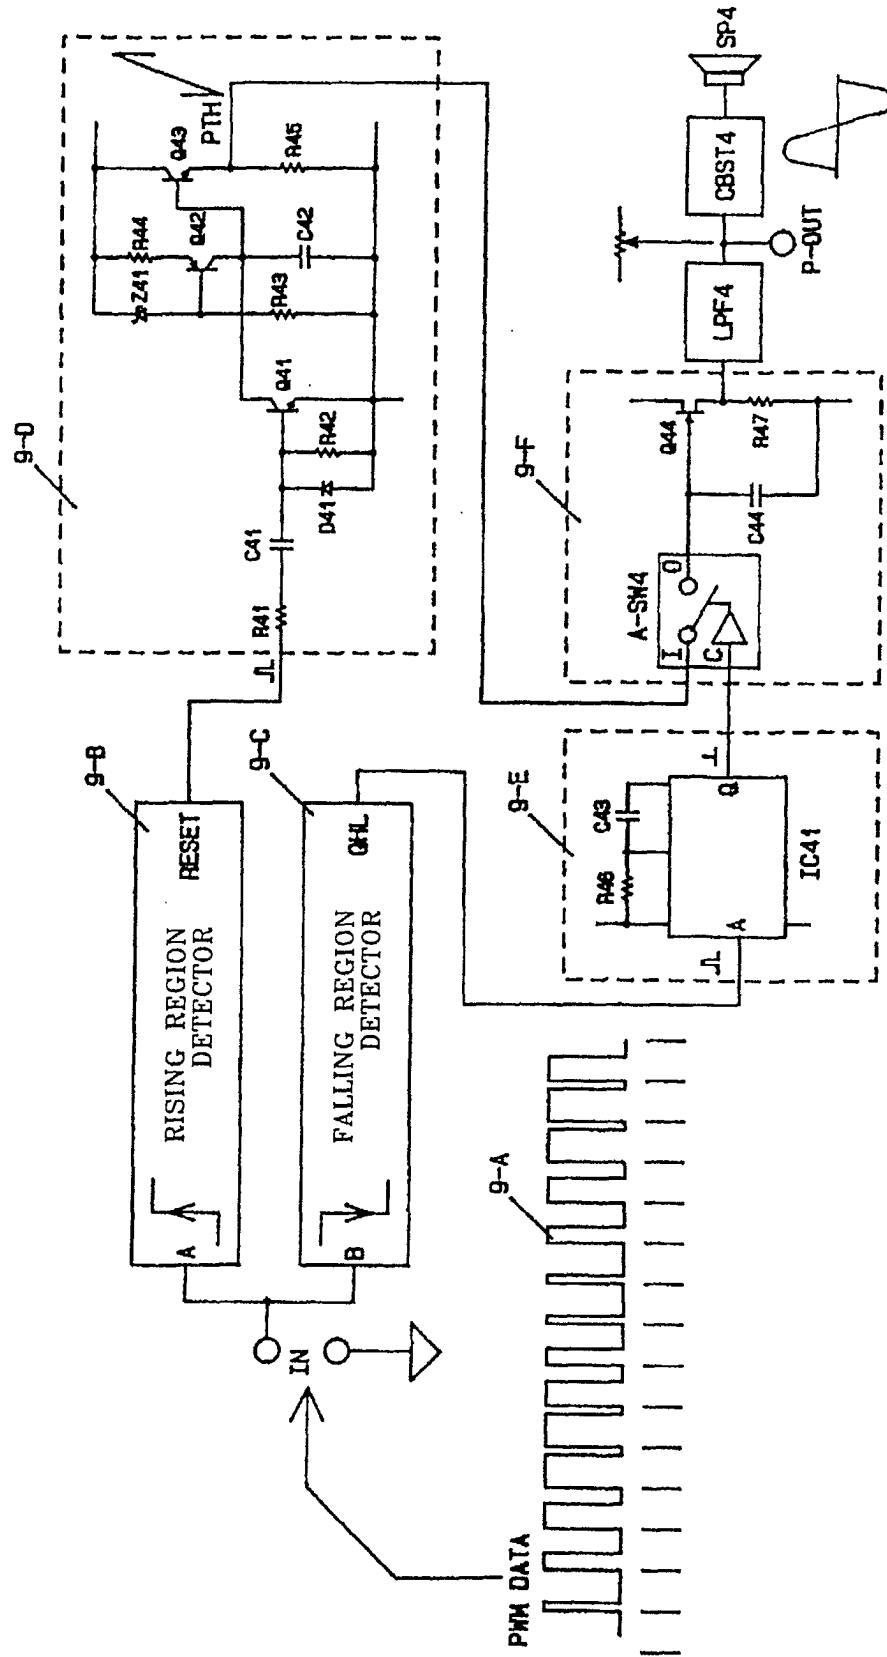 9-D
PTH
Q43
R45
Q42
R44
C42
Z41
R43
Q41
R42
D41
C41
R41
9-B
RESET
RISING REGION
DETECTOR
A
9-C
QHL
FALLING REGION
DETECTOR
B
IN
PWM DATA
9-A
9-E
R46
C43
Q
A
IC41
9-F
A-SW4
I
O
C
Q44
C44
R47
LPF4
P-OUT
CBST4
SP4